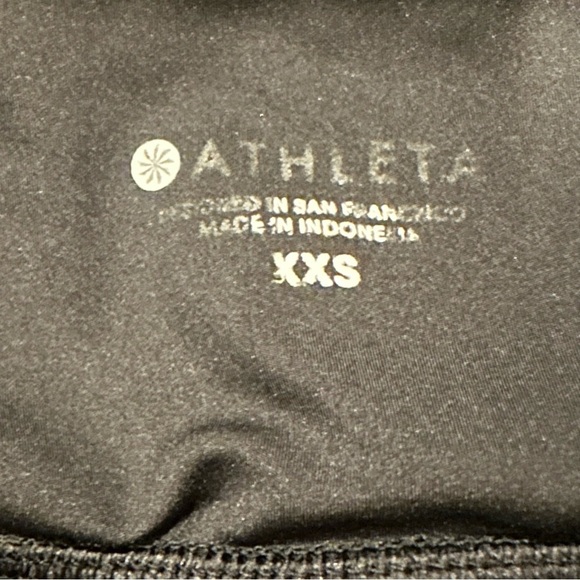 ATHLETA
DESIGNED IN SAN FRANCISCO
MADE IN INDONESIA
XXS